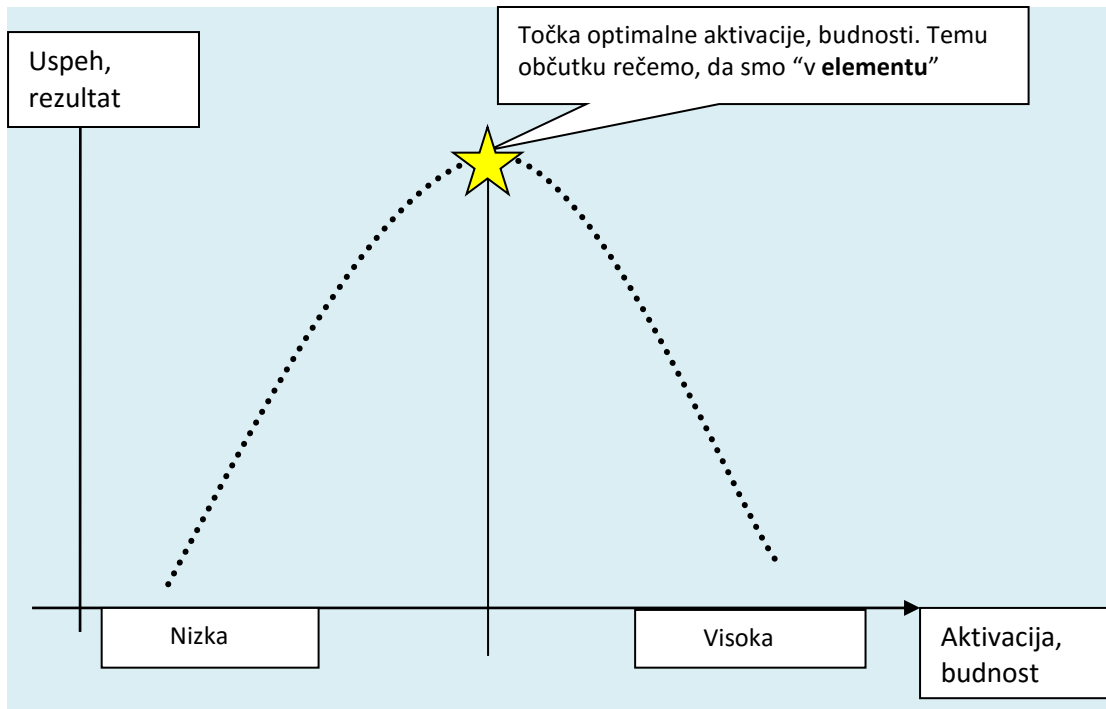 Uspeh,
rezultat
Točka optimalne aktivacije, budnosti. Temu
občutku rečemo, da smo “v elementu”
Nizka
Visoka
Aktivacija,
budnost